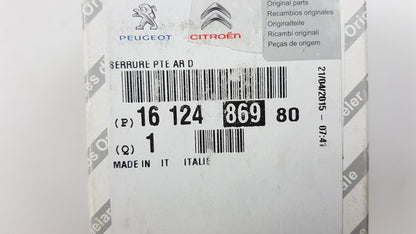 Original parts
Recambios originales
Originalteile
Ricambi originali
Peças de origem
PEUGEOT CITROËN
SERRURE PTE AR D
(P) 16 124 869 80
(Q) 1
MADE IN IT ITALIE
21/04/2015 - 07:4